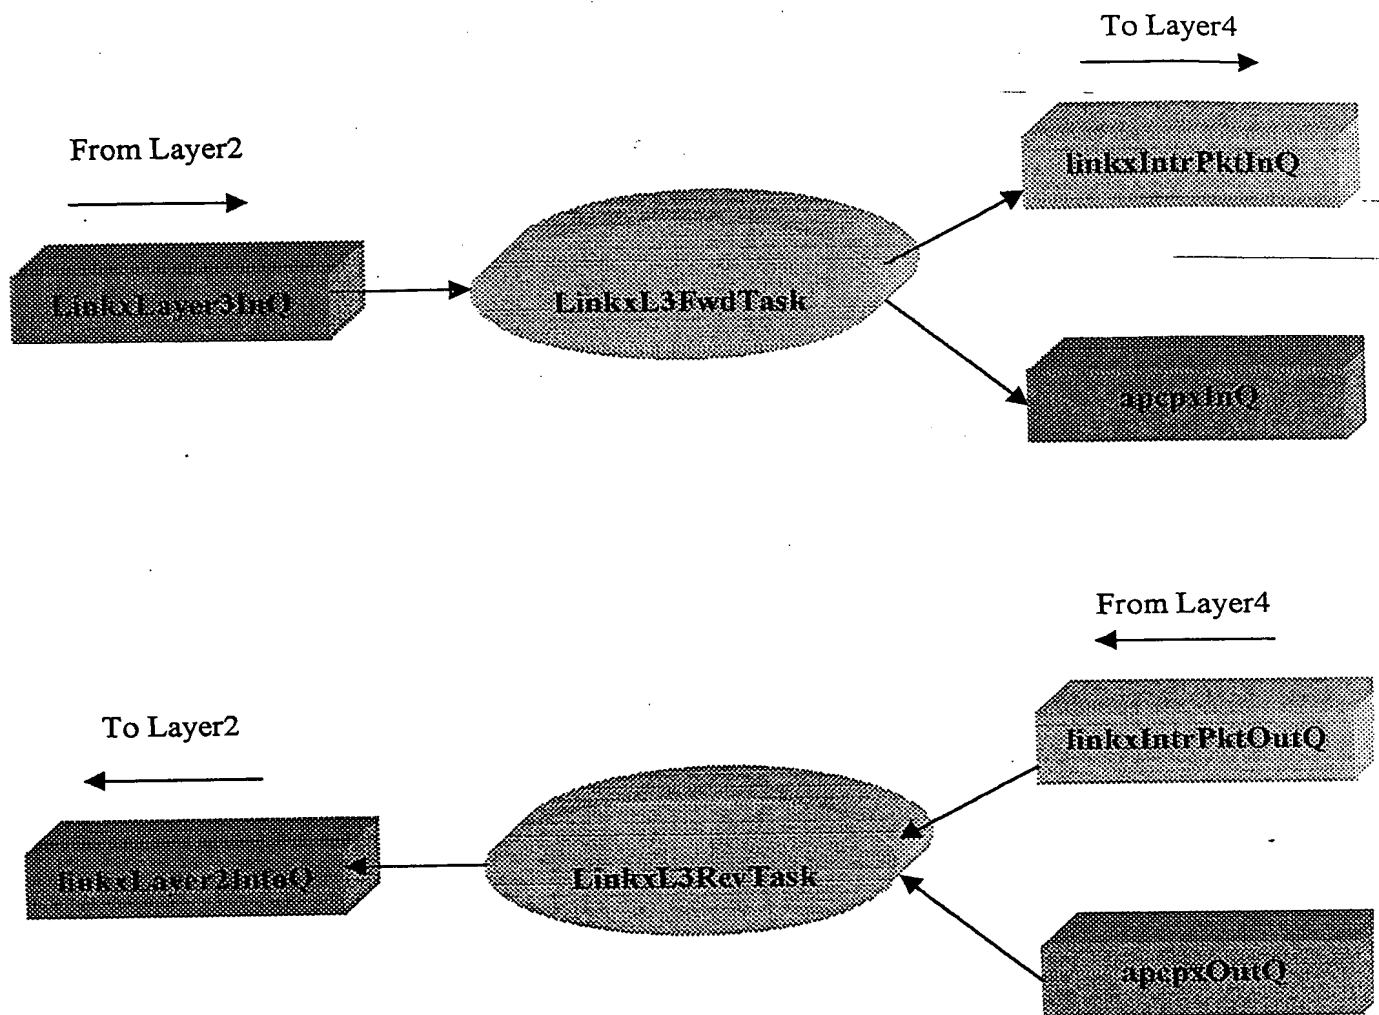 To Layer4
From Layer2
linkxIntrPktInQ
LinkxLayer3InQ
LinkxL3FwdTask
apcpxInQ
From Layer4
To Layer2
linkxIntrPktOutQ
linkxLayer2InfoQ
LinkxL3RevTask
apcpxOutQ